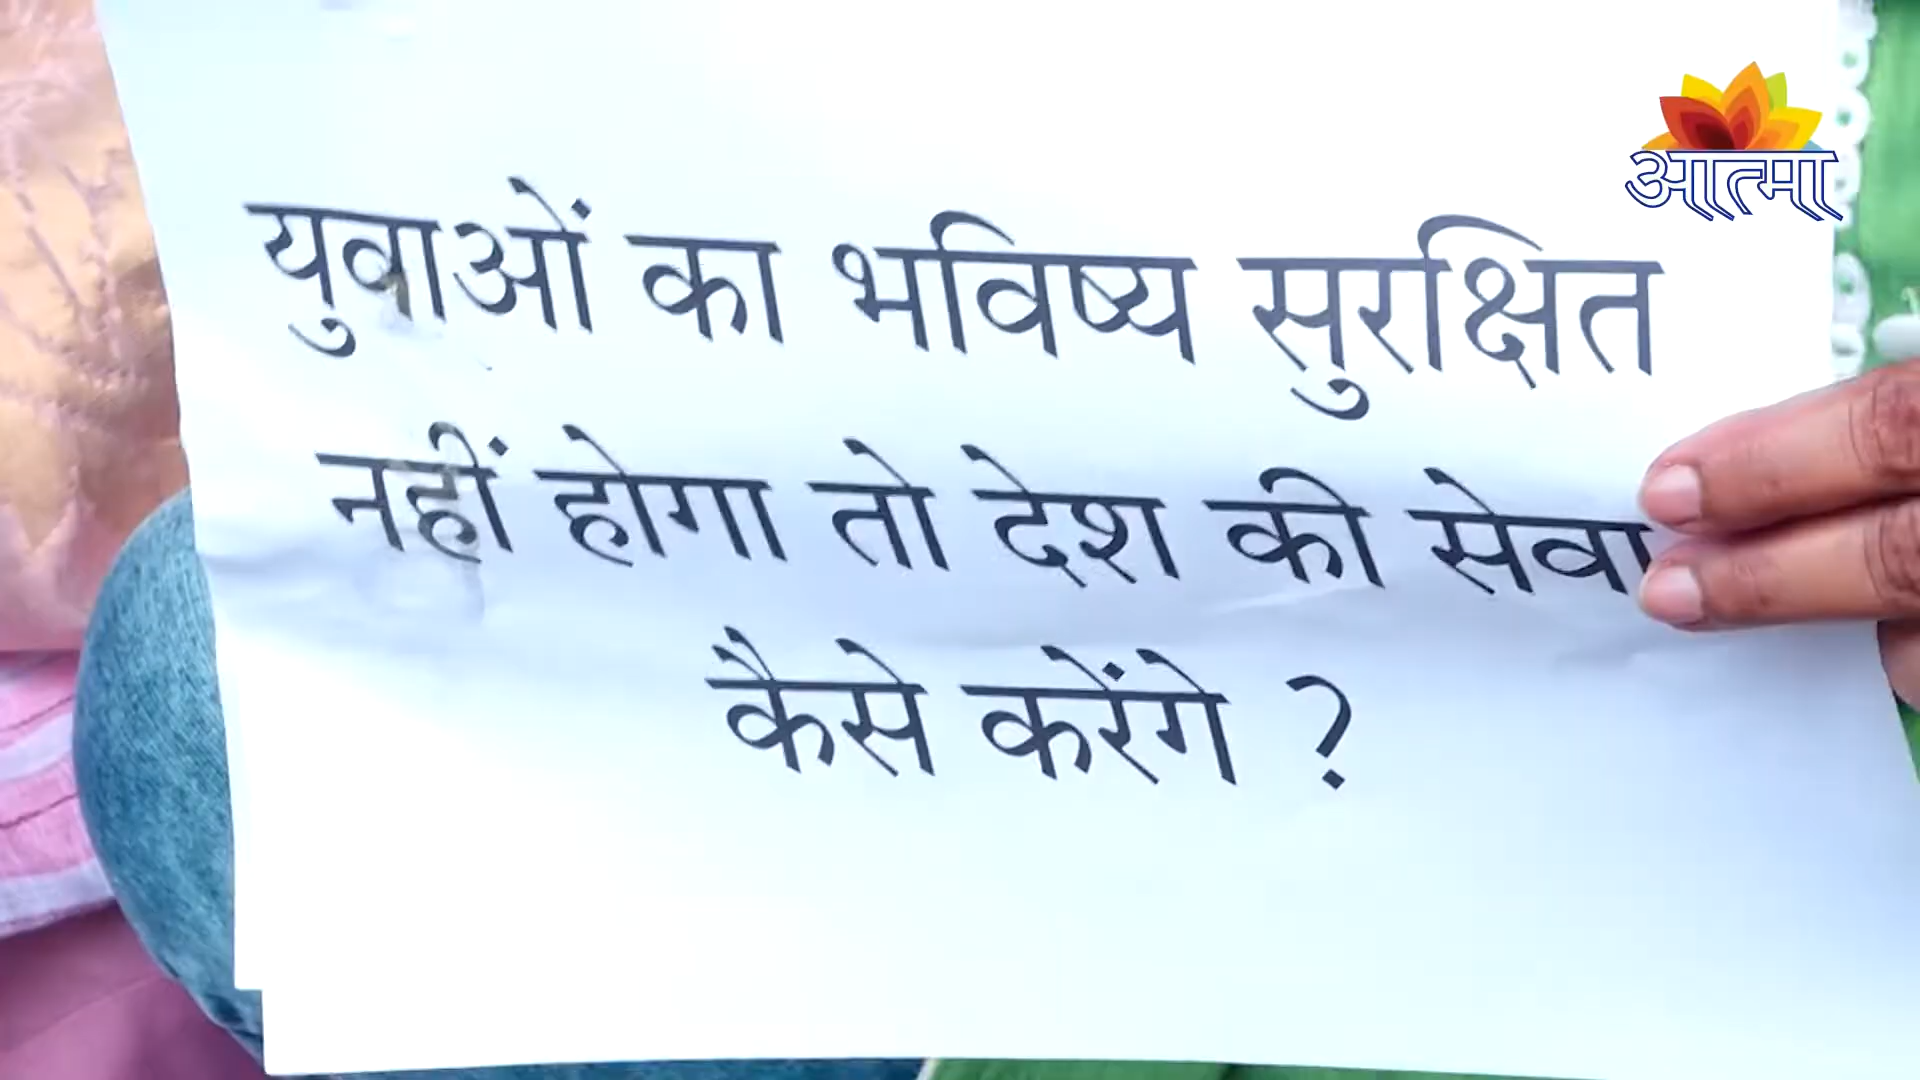 आत्मा
युवाओं का भविष्य सुरक्षित
नहीं होगा तो देश की सेवा
कैसे करेंगे ?